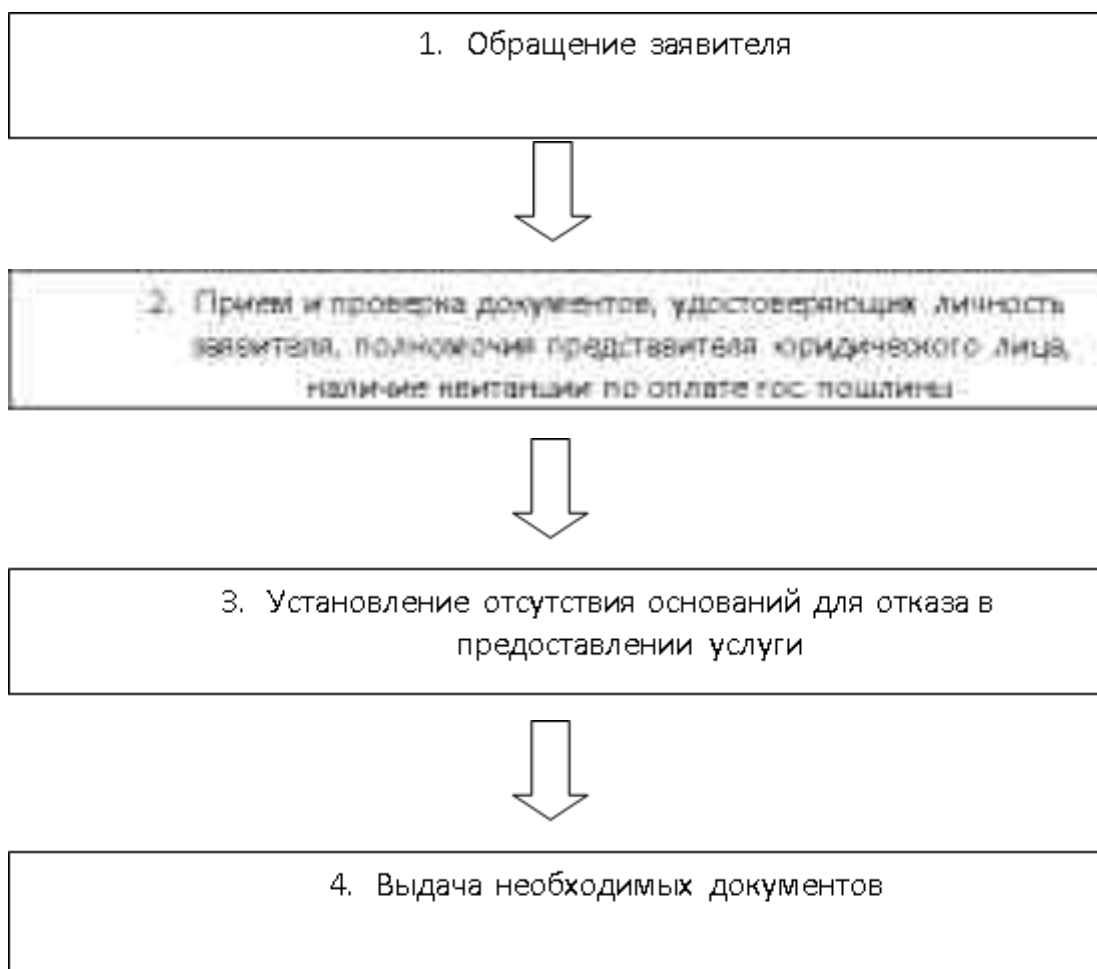 1. Обращение заявителя
2. Прием и проверка документов, удостоверяющих личность
заявителя, полномочия представителя юридического лица,
наличие квитанции по оплате гос. пошлины
3. Установление отсутствия оснований для отказа в
предоставлении услуги
4. Выдача необходимых документов